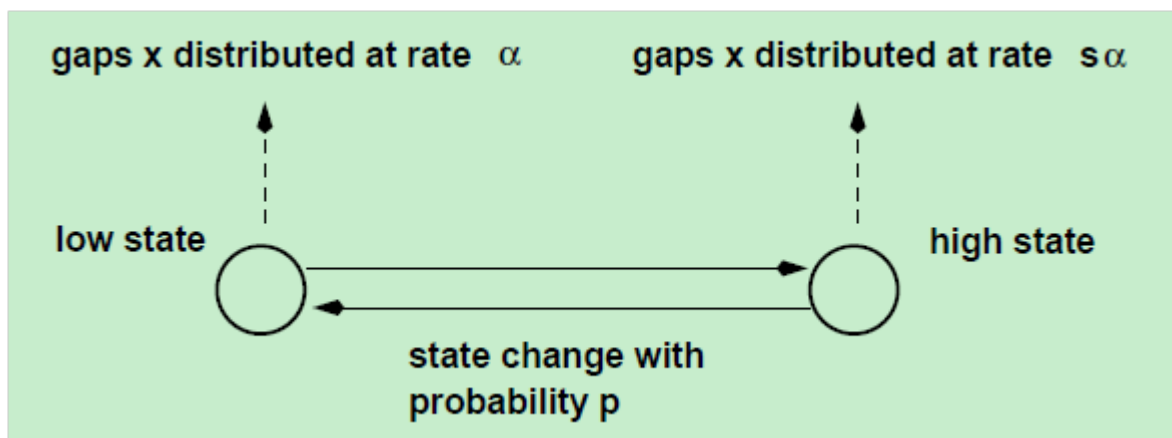 gaps x distributed at rate α
gaps x distributed at rate sα
low state
high state
state change with
probability p